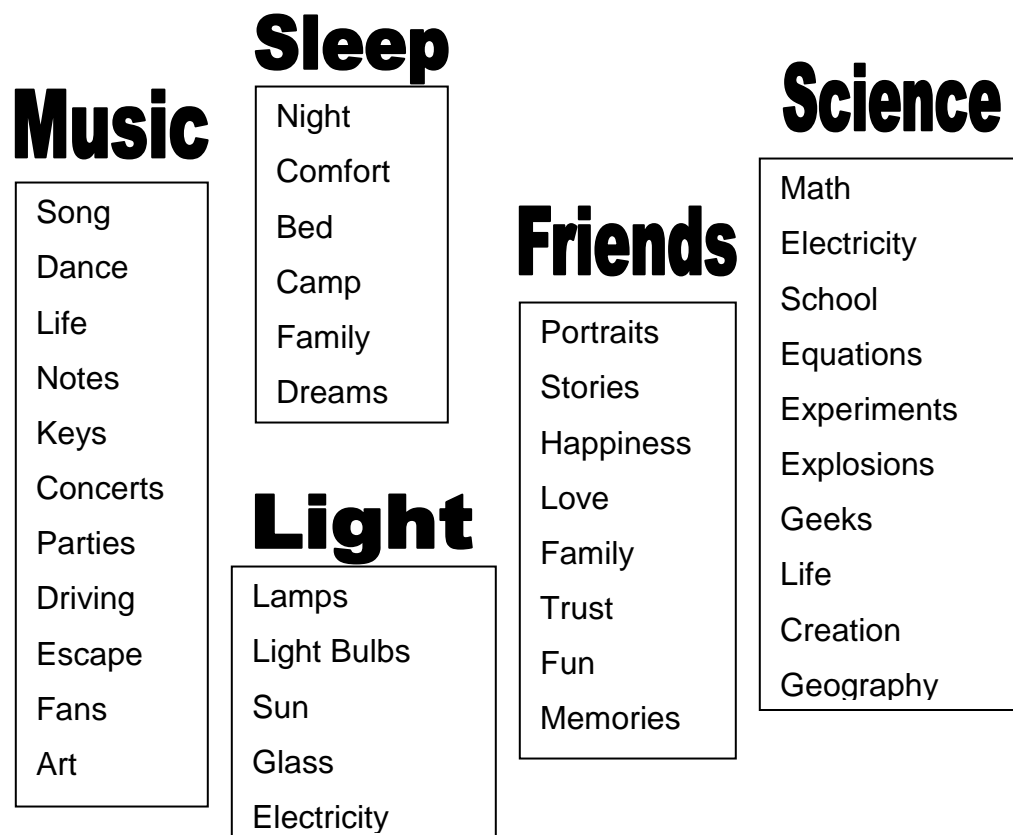 Music
Song
Dance
Life
Notes
Keys
Concerts
Parties
Driving
Escape
Fans
Art
Sleep
Night
Comfort
Bed
Camp
Family
Dreams
Light
Lamps
Light Bulbs
Sun
Glass
Electricity
Friends
Portraits
Stories
Happiness
Love
Family
Trust
Fun
Memories
Science
Math
Electricity
School
Equations
Experiments
Explosions
Geeks
Life
Creation
Geography